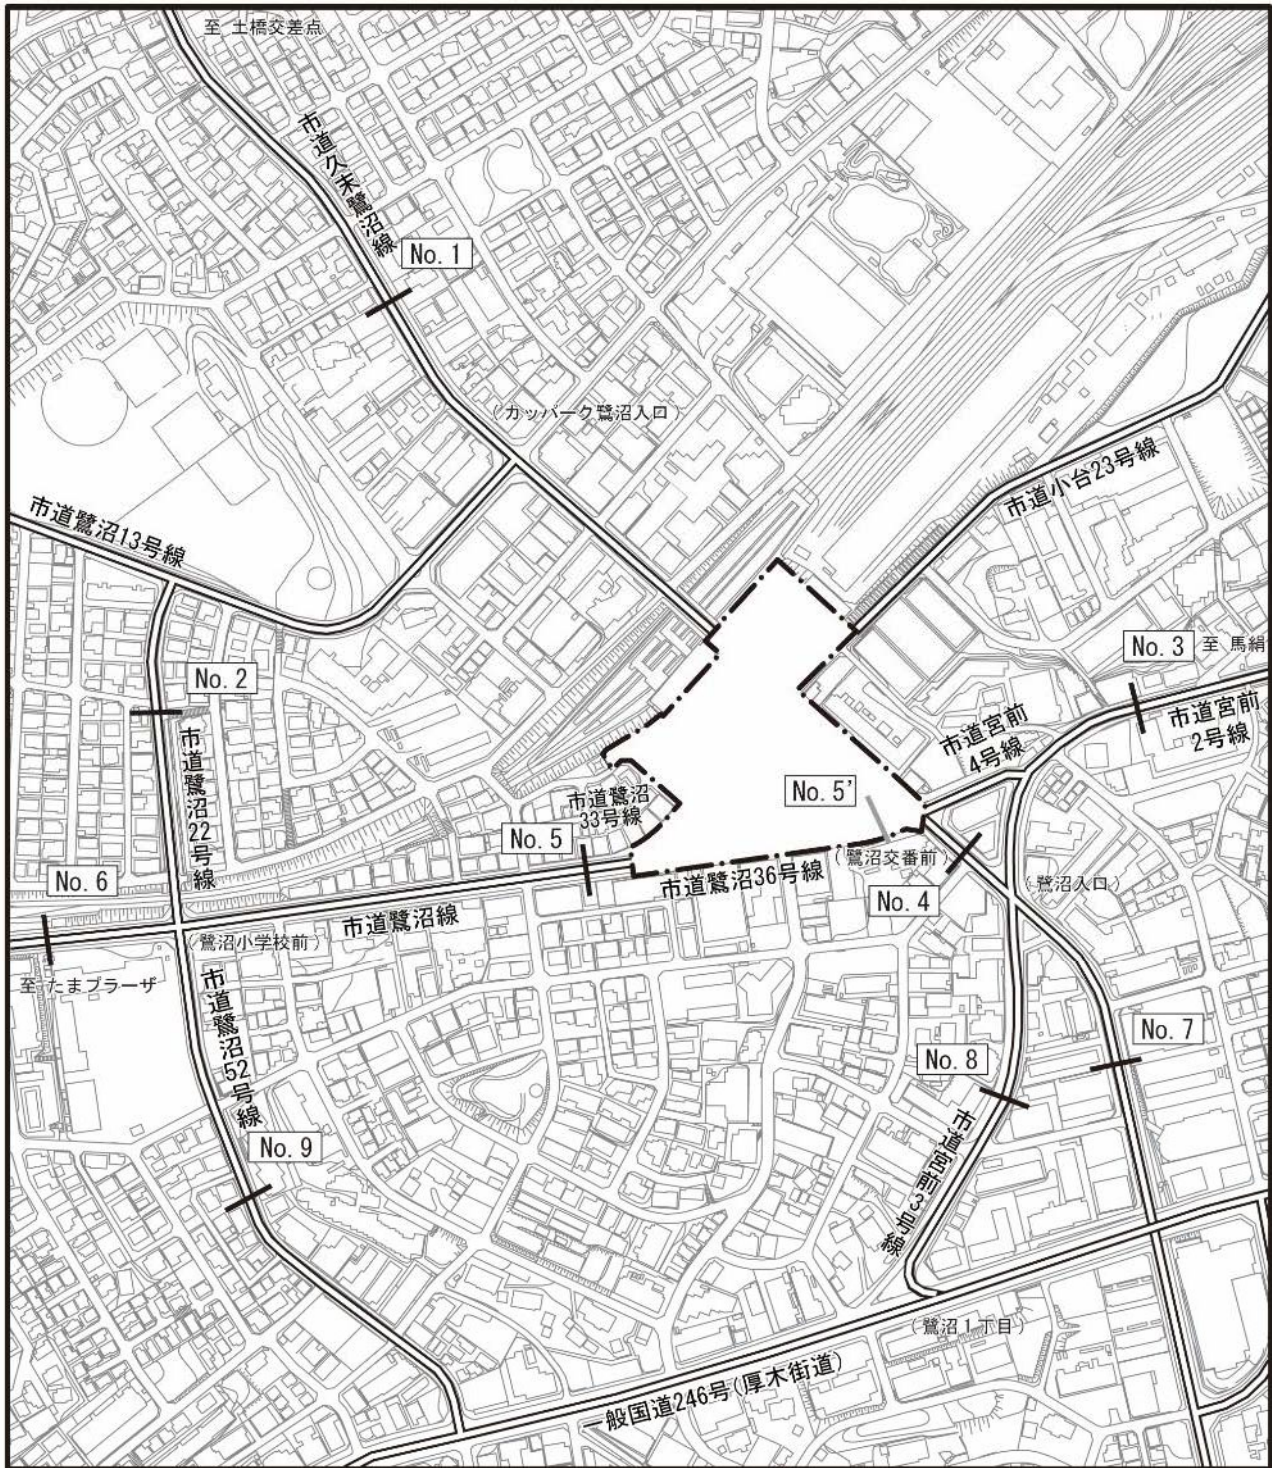 至 土橋交差点
市道久末鷺沼線
No. 1
（カッパーク鷺沼入口）
市道小台23号線
市道鷺沼13号線
No. 3
至 馬絹
No. 2
市道宮前
2号線
市道宮前
4号線
市道鷺沼22号線
市道鷺沼
33号線
No. 5'
No. 5
（鷺沼交番前）
市道鷺沼36号線
No. 6
No. 4
（鷺沼入口）
市道鷺沼線
（鷺沼小学校前）
至 たまプラーザ
市道鷺沼52号線
No. 7
No. 8
市道宮前3号線
No. 9
（鷺沼1丁目）
一般国道246号(厚木街道)